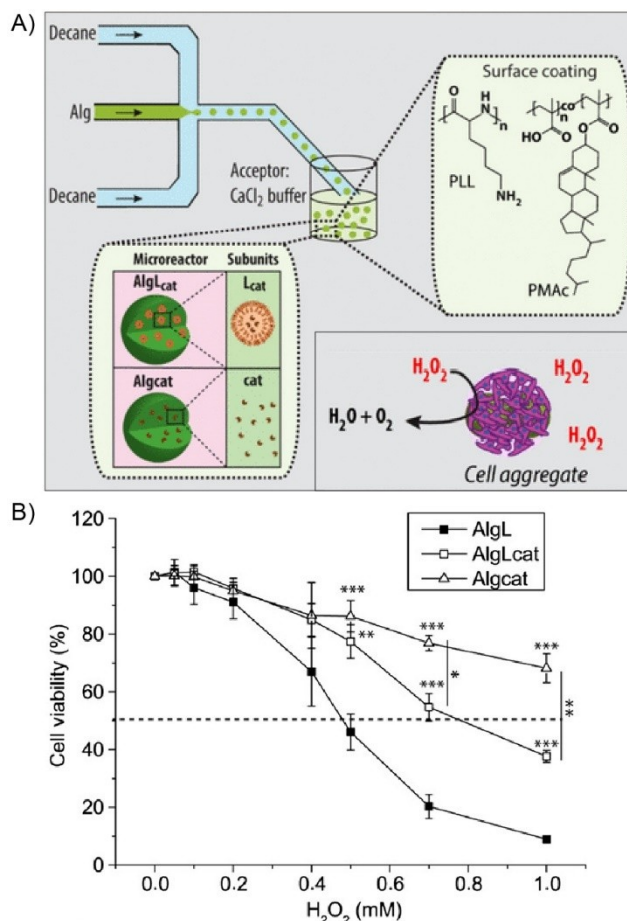 A)
Decane
Alg
Decane
Acceptor:
CaCl2 buffer
Surface coating
O
H
N
n
NH2
PLL
co
n
HO
O
O
O
PMAc
Microreactor
Subunits
AlgLcat
Lcat
Algcat
cat
H2O2
H2O2
H2O + O2
H2O2
Cell aggregate
B)
120
100
80
60
40
20
0
Cell viability (%)
AlgL
AlgLcat
Algcat
***
**
***
***
*
***
***
**
0.0
0.2
0.4
0.6
0.8
1.0
H2O2 (mM)